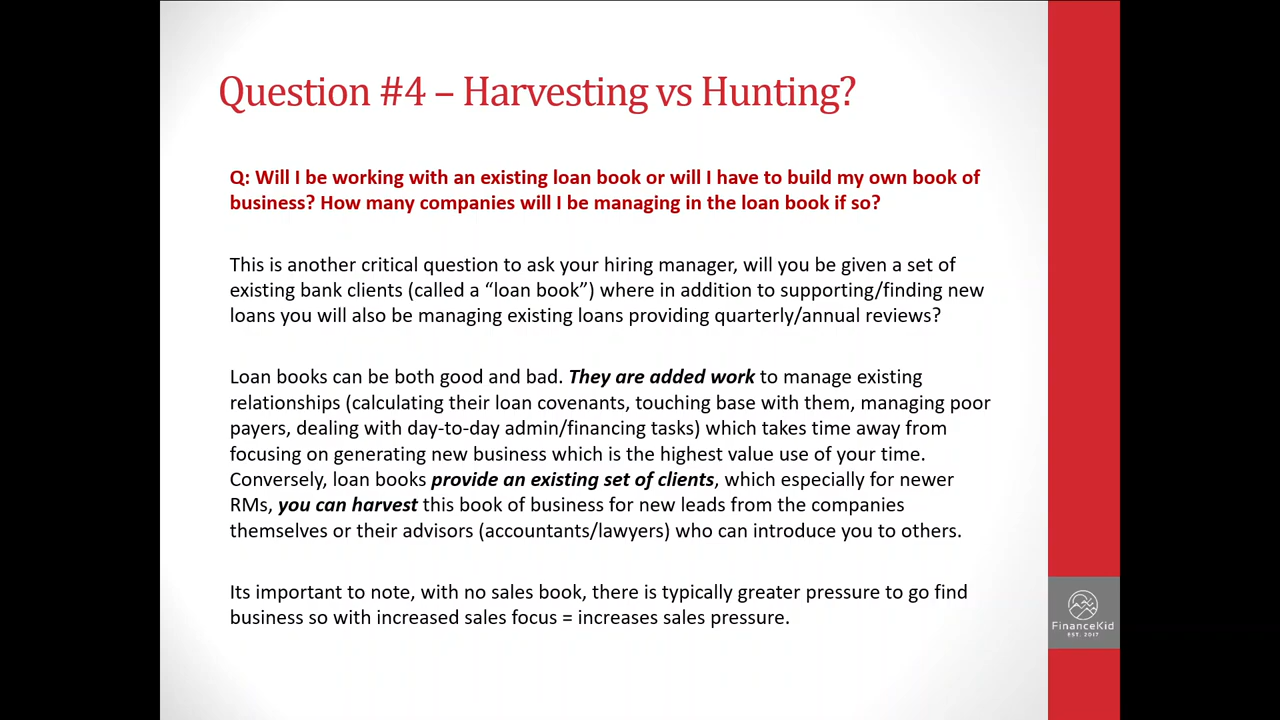 Question #4 – Harvesting vs Hunting?
Q: Will I be working with an existing loan book or will I have to build my own book of
business? How many companies will I be managing in the loan book if so?
This is another critical question to ask your hiring manager, will you be given a set of
existing bank clients (called a “loan book”) where in addition to supporting/finding new
loans you will also be managing existing loans providing quarterly/annual reviews?
Loan books can be both good and bad. They are added work to manage existing
relationships (calculating their loan covenants, touching base with them, managing poor
payers, dealing with day-to-day admin/financing tasks) which takes time away from
focusing on generating new business which is the highest value use of your time.
Conversely, loan books provide an existing set of clients, which especially for newer
RMs, you can harvest this book of business for new leads from the companies
themselves or their advisors (accountants/lawyers) who can introduce you to others.
Its important to note, with no sales book, there is typically greater pressure to go find
business so with increased sales focus = increases sales pressure.
FinanceKid
EST. 2017